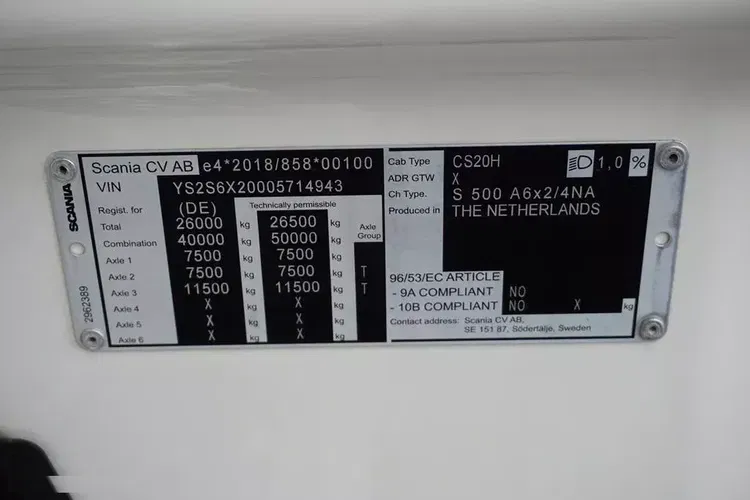 SCANIA
2962389
Scania CV AB e4*2018/858*00100
VIN YS2S6X20005714943
Regist. for (DE) Technically permissible
Total 26000 kg 26500 kg Axle Group
Combination 40000 kg 50000 kg
Axle 1 7500 kg 7500 kg
Axle 2 7500 kg 7500 kg T
Axle 3 11500 kg 11500 kg T
Axle 4 X kg X kg
Axle 5 X kg X kg
Axle 6 X kg X kg
Cab Type CS20H 1,0 %
ADR GTW X
Ch Type. S 500 A6x2/4NA
Produced in THE NETHERLANDS
96/53/EC ARTICLE
- 9A COMPLIANT NO
- 10B COMPLIANT NO X kg
Contact address: Scania CV AB,
SE 151 87, Södertälje, Sweden